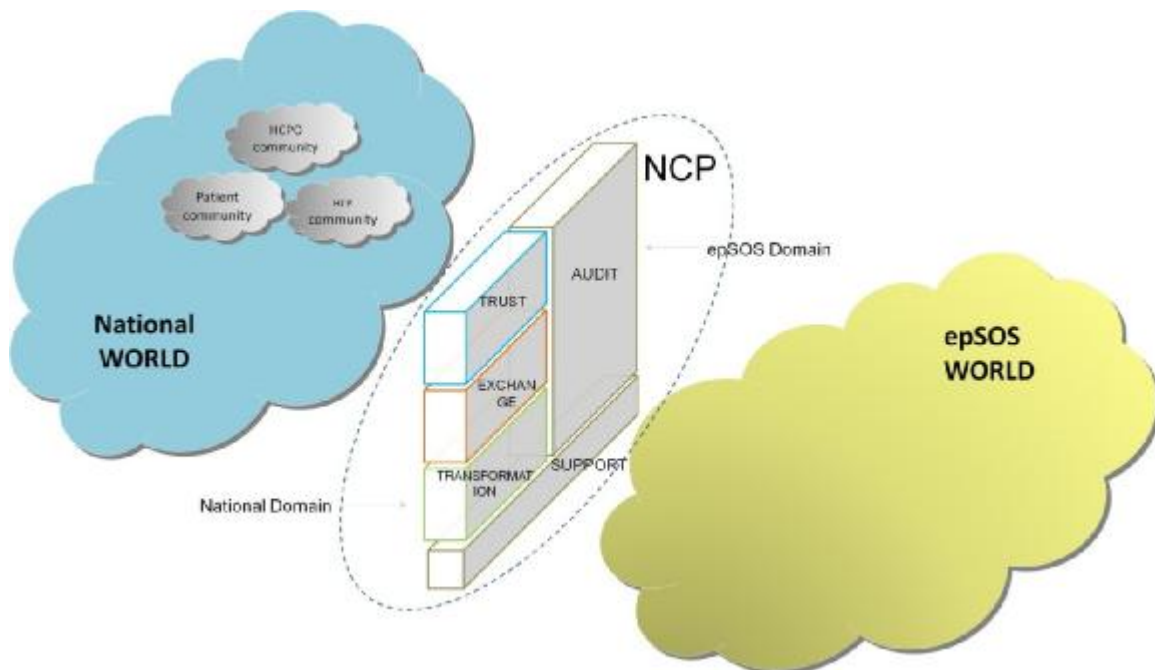 NCPO
community
Patient
community
community
National
WORLD
NCP
epSOS Domain
AUDIT
TRUST
EXCHAN
GE
TRANSFORMAT
ION
SUPPORT
National Domain
epSOS
WORLD